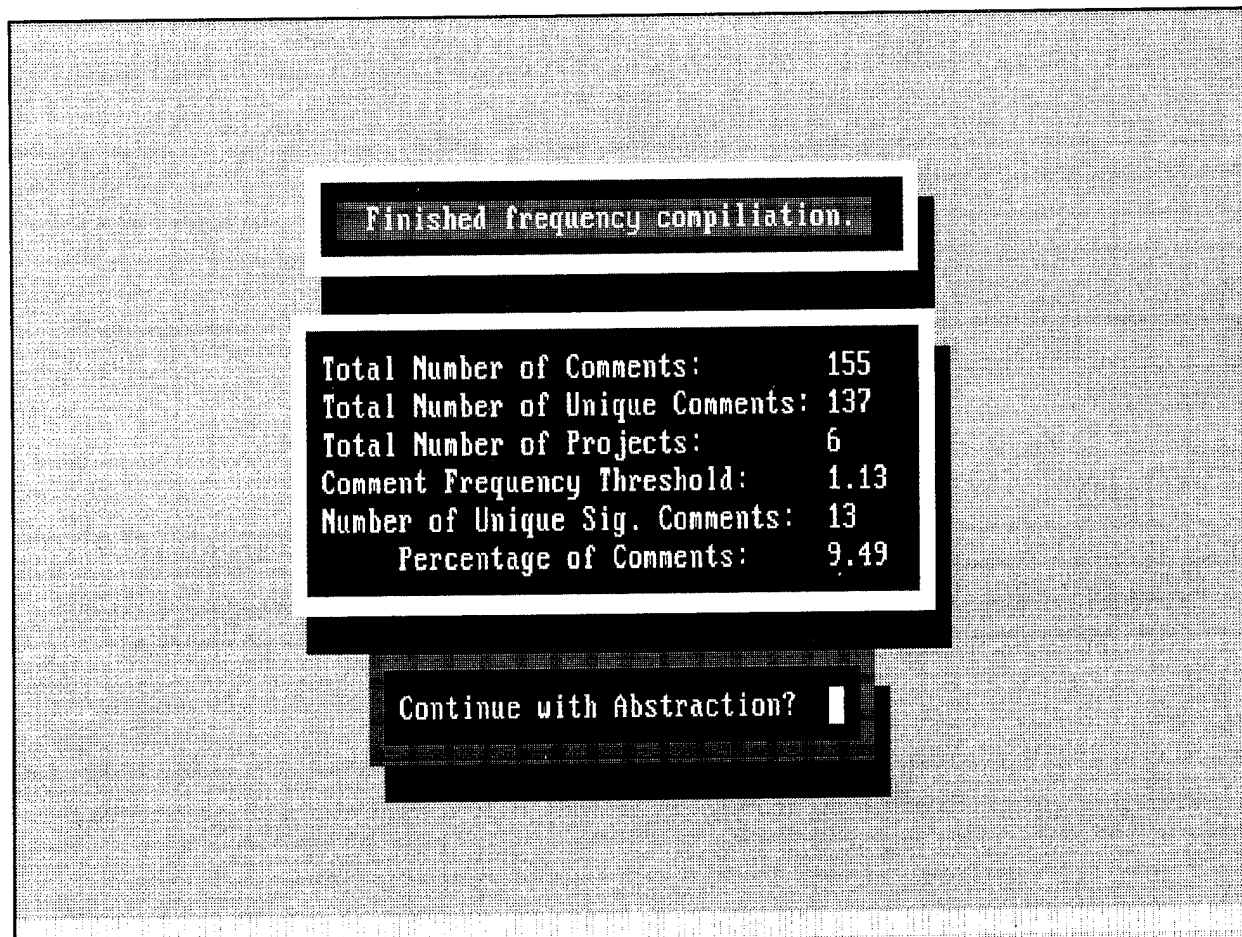 Finished frequency compiliation.
Total Number of Comments: 155
Total Number of Unique Comments: 137
Total Number of Projects: 6
Comment Frequency Threshold: 1.13
Number of Unique Sig. Comments: 13
Percentage of Comments: 9.49
Continue with Abstraction?